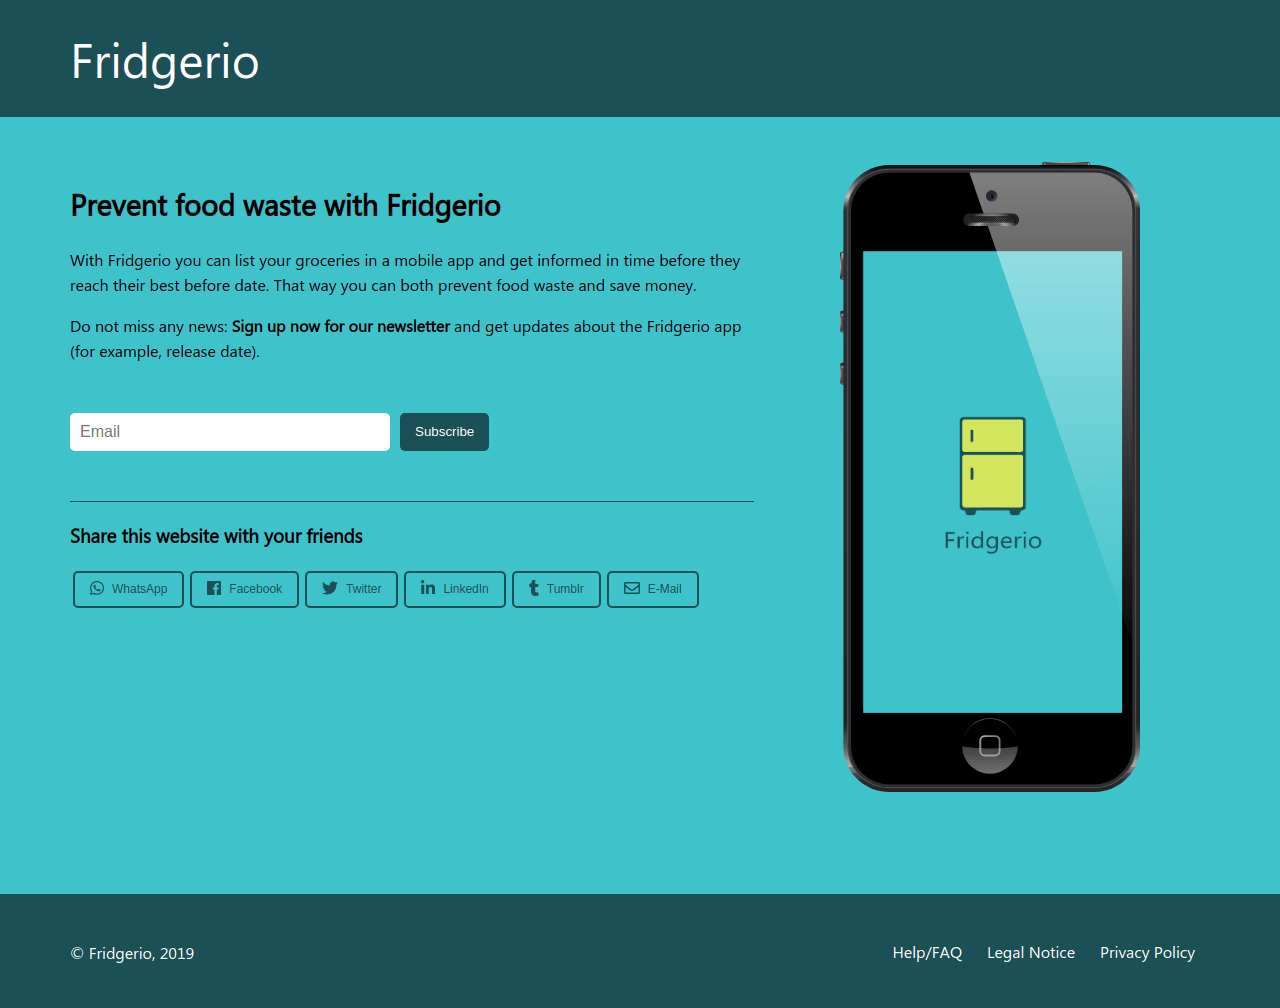 Fridgerio
Prevent food waste with Fridgerio
With Fridgerio you can list your groceries in a mobile app and get informed in time before they
reach their best before date. That way you can both prevent food waste and save money.
Do not miss any news: Sign up now for our newsletter and get updates about the Fridgerio app
(for example, release date).
Email
Subscribe
Share this website with your friends
WhatsApp
Facebook
Twitter
LinkedIn
Tumblr
E-Mail
Fridgerio
© Fridgerio, 2019
Help/FAQ
Legal Notice
Privacy Policy